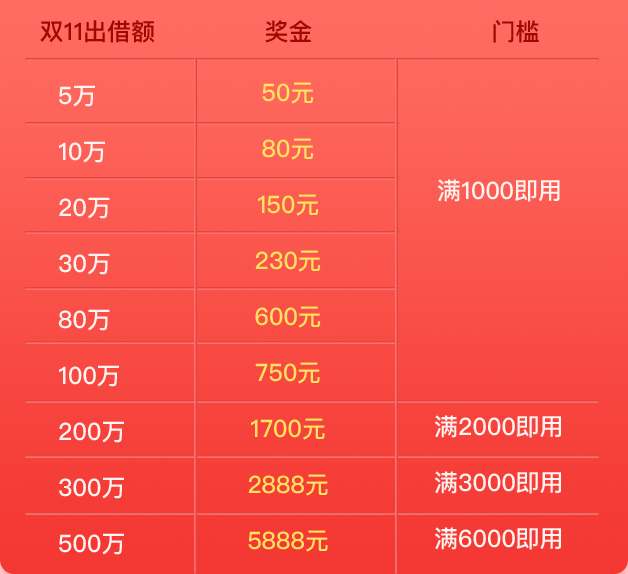 双11出借额 奖金 门槛
5万 50元
10万 80元
20万 150元 满1000即用
30万 230元
80万 600元
100万 750元
200万 1700元 满2000即用
300万 2888元 满3000即用
500万 5888元 满6000即用